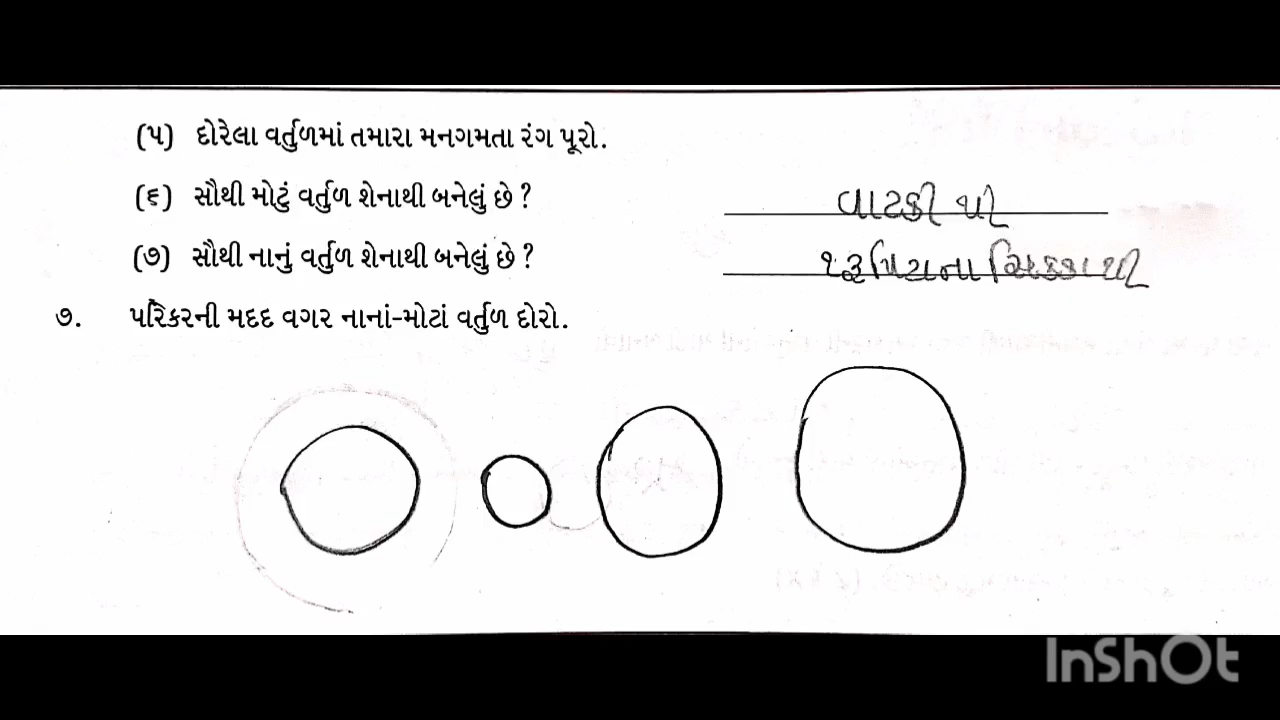 (૫) દોરેલા વર્તુળમાં તમારા મનગમતા રંગ પૂરો.
(૬) સૌથી મોટું વર્તુળ શેનાથી બનેલું છે? વાટકી થી
(૭) સૌથી નાનું વર્તુળ શેનાથી બનેલું છે? ૧રૂપિયાના સિક્કાથી
૭. પરિકરની મદદ વગર નાનાં-મોટાં વર્તુળ દોરો.
InShOt